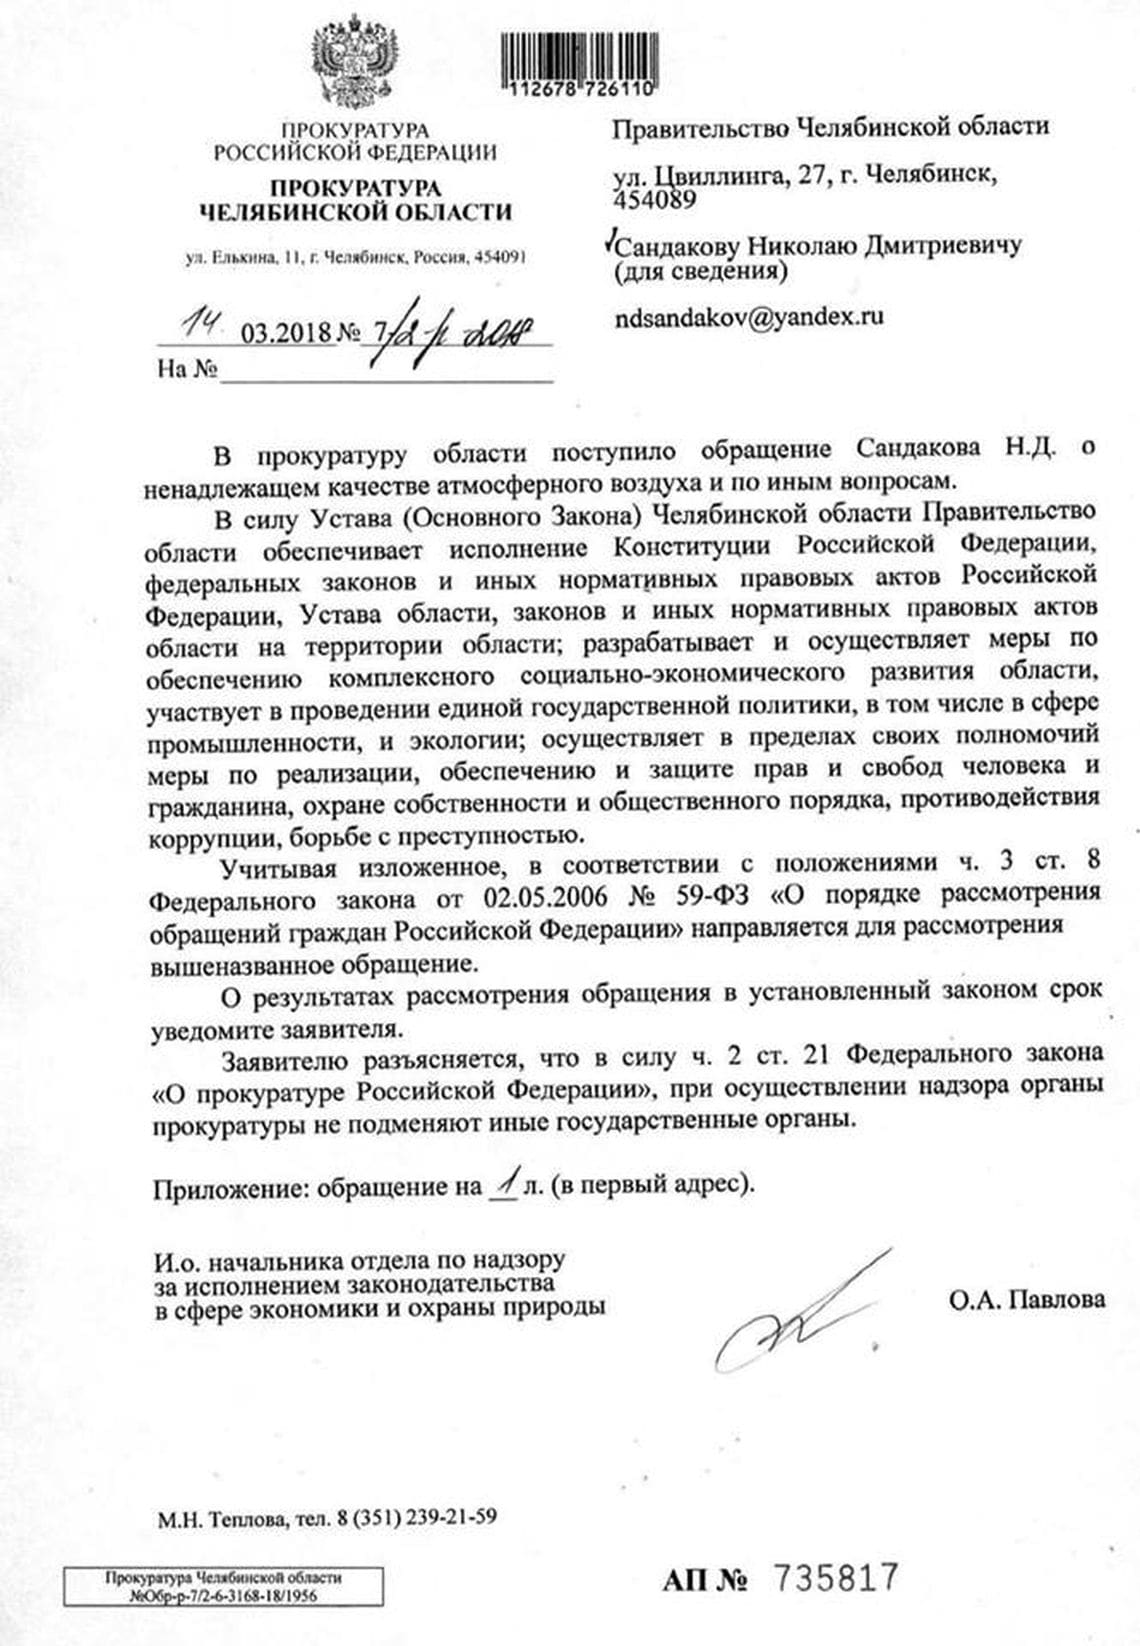 112678 726110
ПРОКУРАТУРА
РОССИЙСКОЙ ФЕДЕРАЦИИ
ПРОКУРАТУРА
ЧЕЛЯБИНСКОЙ ОБЛАСТИ
ул. Елькина, 11, г. Челябинск, Россия, 454091
14 03.2018 № 7/2-р-2018
На №
Правительство Челябинской области
ул. Цвиллинга, 27, г. Челябинск,
454089
Сандакову Николаю Дмитриевичу
(для сведения)
ndsandakov@yandex.ru
В прокуратуру области поступило обращение Сандакова Н.Д. о
ненадлежащем качестве атмосферного воздуха и по иным вопросам.
В силу Устава (Основного Закона) Челябинской области Правительство
области обеспечивает исполнение Конституции Российской Федерации,
федеральных законов и иных нормативных правовых актов Российской
Федерации, Устава области, законов и иных нормативных правовых актов
области на территории области; разрабатывает и осуществляет меры по
обеспечению комплексного социально-экономического развития области,
участвует в проведении единой государственной политики, в том числе в сфере
промышленности, и экологии; осуществляет в пределах своих полномочий
меры по реализации, обеспечению и защите прав и свобод человека и
гражданина, охране собственности и общественного порядка, противодействия
коррупции, борьбе с преступностью.
Учитывая изложенное, в соответствии с положениями ч. 3 ст. 8
Федерального закона от 02.05.2006 № 59-ФЗ «О порядке рассмотрения
обращений граждан Российской Федерации» направляется для рассмотрения
вышеназванное обращение.
О результатах рассмотрения обращения в установленный законом срок
уведомите заявителя.
Заявителю разъясняется, что в силу ч. 2 ст. 21 Федерального закона
«О прокуратуре Российской Федерации», при осуществлении надзора органы
прокуратуры не подменяют иные государственные органы.
Приложение: обращение на 1 л. (в первый адрес).
И.о. начальника отдела по надзору
за исполнением законодательства
в сфере экономики и охраны природы
О.А. Павлова
М.Н. Теплова, тел. 8 (351) 239-21-59
Прокуратура Челябинской области
№Обр-р-7/2-6-3168-18/1956
АП № 735817